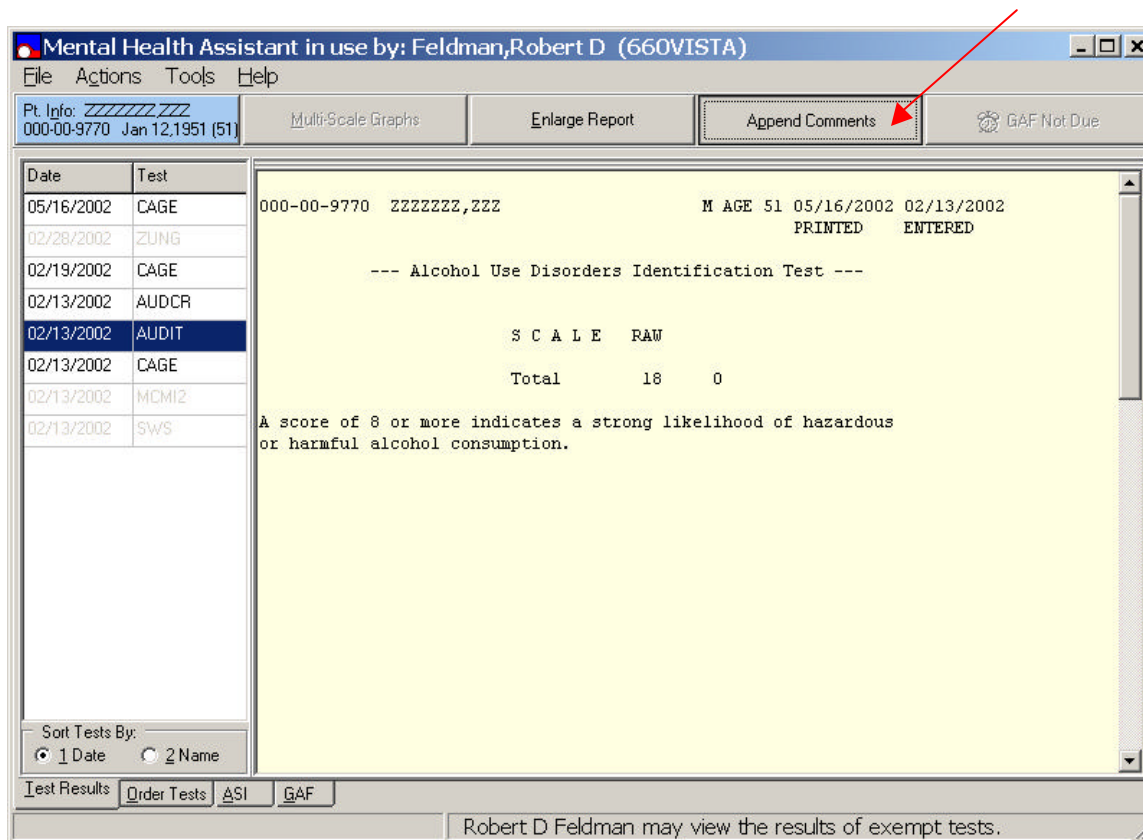 Mental Health Assistant in use by: Feldman,Robert D (660VISTA)
File Actions Tools Help
Pt. Info: ZZZZZZZ,ZZZ
000-00-9770 Jan 12,1951 (51)
Multi-Scale Graphs
Enlarge Report
Append Comments
GAF Not Due
Date Test
05/16/2002 CAGE
02/28/2002 ZUNG
02/19/2002 CAGE
02/13/2002 AUDCR
02/13/2002 AUDIT
02/13/2002 CAGE
02/13/2002 MCMI2
02/13/2002 SWS
000-00-9770 ZZZZZZZ,ZZZ M AGE 51 05/16/2002 02/13/2002
PRINTED ENTERED
--- Alcohol Use Disorders Identification Test ---
S C A L E RAW
Total 18 0
A score of 8 or more indicates a strong likelihood of hazardous
or harmful alcohol consumption.
Sort Tests By:
1 Date 2 Name
Test Results Order Tests ASI GAF
Robert D Feldman may view the results of exempt tests.